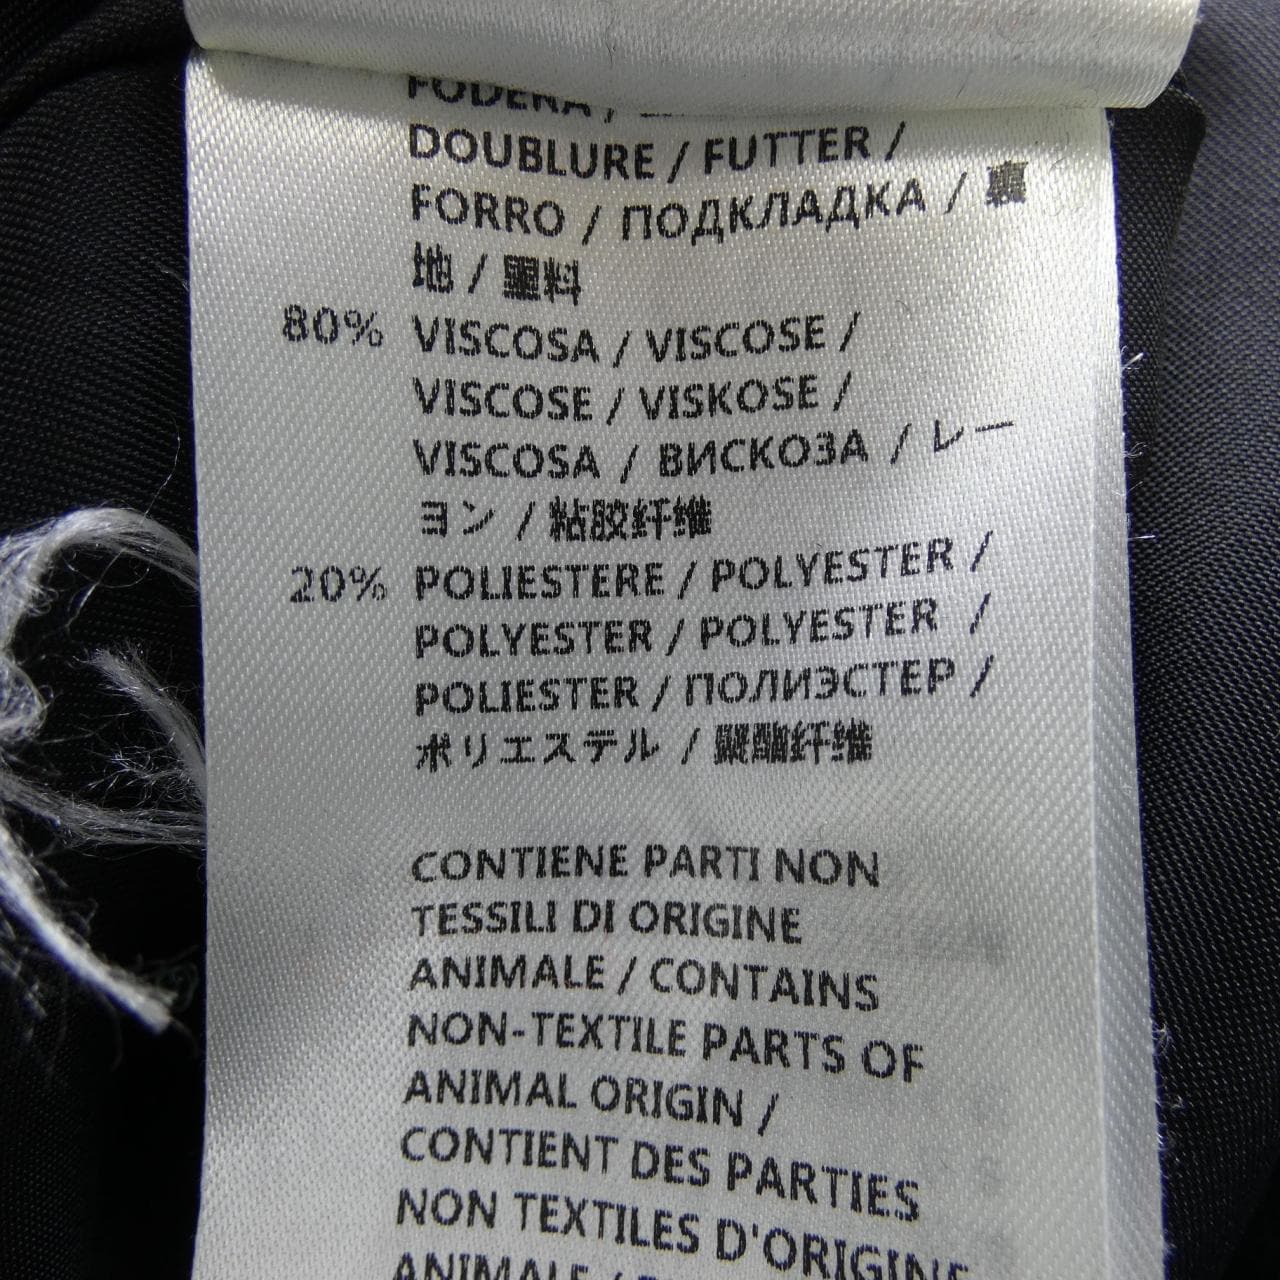 FODERA /
DOUBLURE / FUTTER /
FORRO / ПОДКЛАДКА / 裏
地 / 里料
80% VISCOSA / VISCOSE /
VISCOSE / VISKOSE /
VISCOSA / ВИСКОЗА / レー
ヨン / 粘胶纤维
20% POLIESTERE / POLYESTER /
POLYESTER / POLYESTER /
POLIESTER / ПОЛИЭСТЕР /
ポリエステル / 聚酯纤维
CONTIENE PARTI NON
TESSILI DI ORIGINE
ANIMALE / CONTAINS
NON-TEXTILE PARTS OF
ANIMAL ORIGIN /
CONTIENT DES PARTIES
NON TEXTILES D'ORIGINE
ANIMALE /